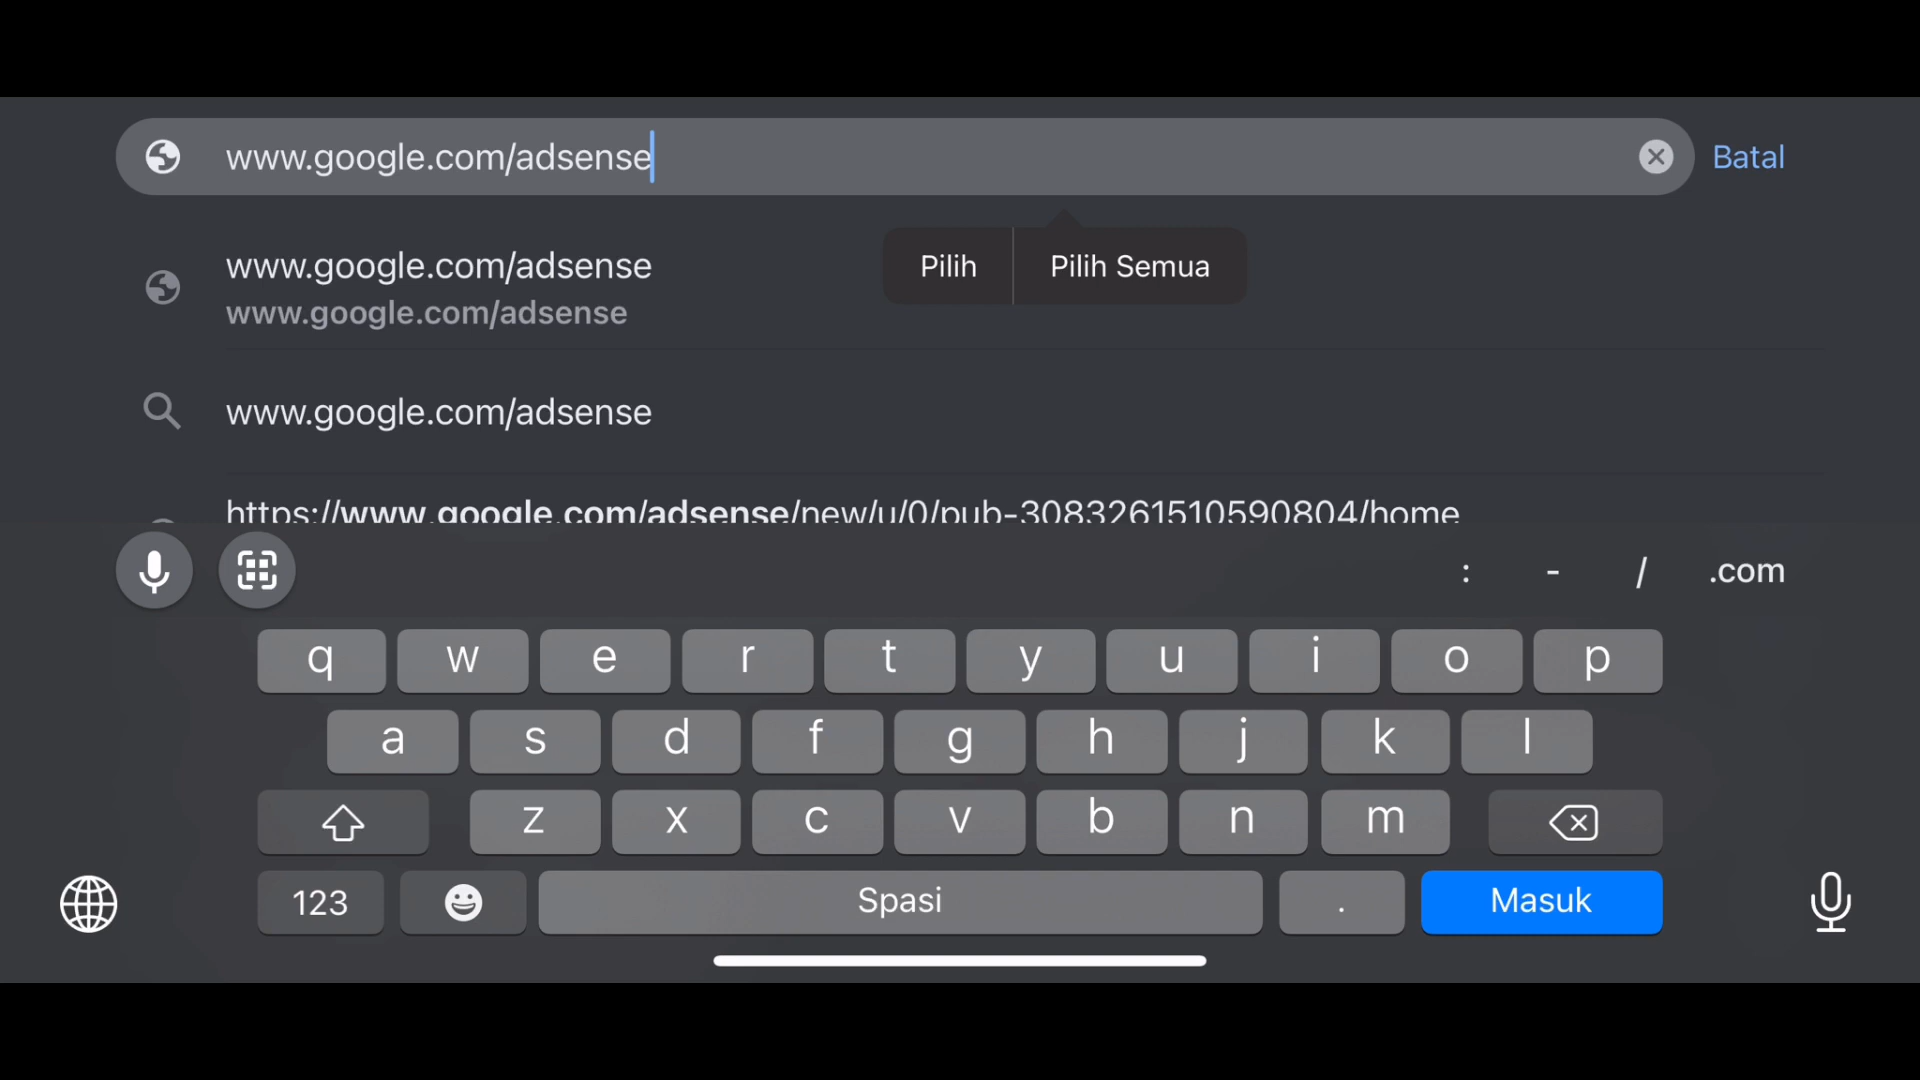 www.google.com/adsense
Batal
www.google.com/adsense
www.google.com/adsense
Pilih
Pilih Semua
www.google.com/adsense
https://www.google.com/adsense/new/u/0/pub-3083261510590804/home
: - / .com
q w e r t y u i o p
a s d f g h j k l
z x c v b n m
123
Spasi
.
Masuk